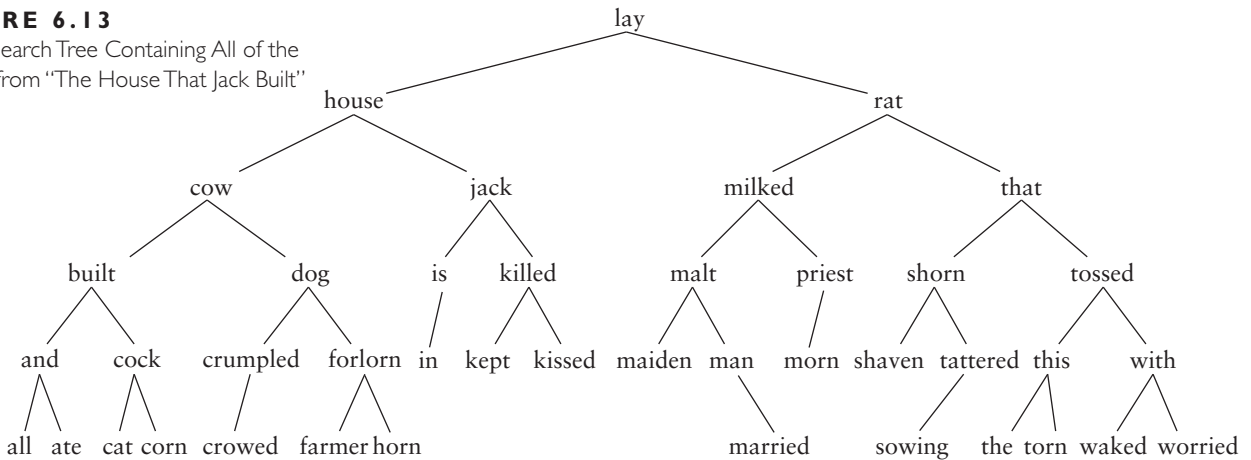 RE 6.13
earch Tree Containing All of the
from “The House That Jack Built”
lay
house rat
cow jack milked that
built dog is killed malt priest shorn tossed
and cock crumpled forlorn in kept kissed maiden man morn shaven tattered this with
all ate cat corn crowed farmer horn married sowing the torn waked worried